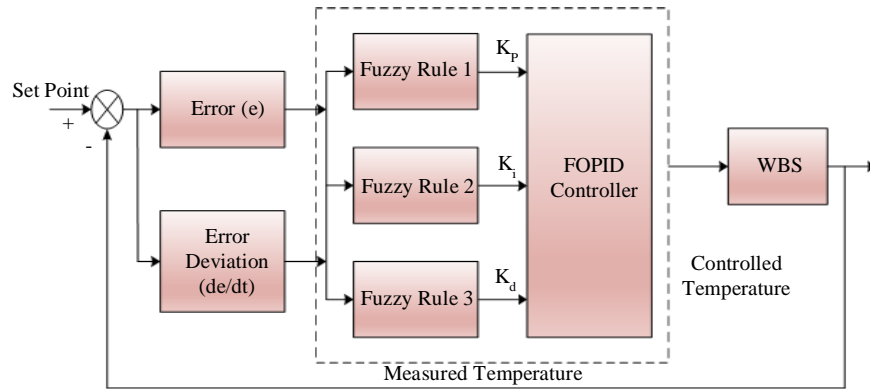 Set Point
+
-
Error (e)
Error
Deviation
(de/dt)
Fuzzy Rule 1
Fuzzy Rule 2
Fuzzy Rule 3
K_P
K_i
K_d
FOPID
Controller
WBS
Controlled
Temperature
Measured Temperature